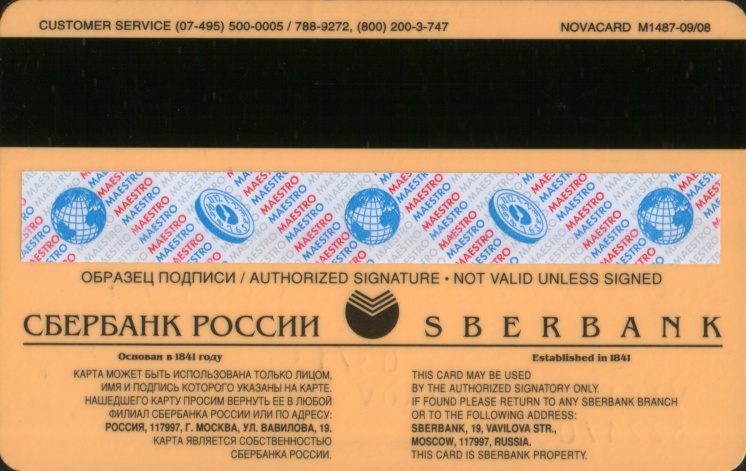 CUSTOMER SERVICE (07-495) 500-0005 / 788-9272, (800) 200-3-747 NOVACARD M1487-09/08
MAESTRO MAESTRO MAESTRO MAESTRO MAESTRO
ОБРАЗЕЦ ПОДПИСИ / AUTHORIZED SIGNATURE · NOT VALID UNLESS SIGNED
СБЕРБАНК РОССИИ SBERBANK
Основан в 1841 году
КАРТА МОЖЕТ БЫТЬ ИСПОЛЬЗОВАНА ТОЛЬКО ЛИЦОМ,
ИМЯ И ПОДПИСЬ КОТОРОГО УКАЗАНЫ НА КАРТЕ.
НАШЕДШЕГО КАРТУ ПРОСИМ ВЕРНУТЬ ЕЕ В ЛЮБОЙ
ФИЛИАЛ СБЕРБАНКА РОССИИ ИЛИ ПО АДРЕСУ:
РОССИЯ, 117997, Г. МОСКВА, УЛ. ВАВИЛОВА, 19.
КАРТА ЯВЛЯЕТСЯ СОБСТВЕННОСТЬЮ
СБЕРБАНКА РОССИИ.
Established in 1841
THIS CARD MAY BE USED
BY THE AUTHORIZED SIGNATORY ONLY.
IF FOUND PLEASE RETURN TO ANY SBERBANK BRANCH
OR TO THE FOLLOWING ADDRESS:
SBERBANK, 19, VAVILOVA STR.,
MOSCOW, 117997, RUSSIA.
THIS CARD IS SBERBANK PROPERTY.